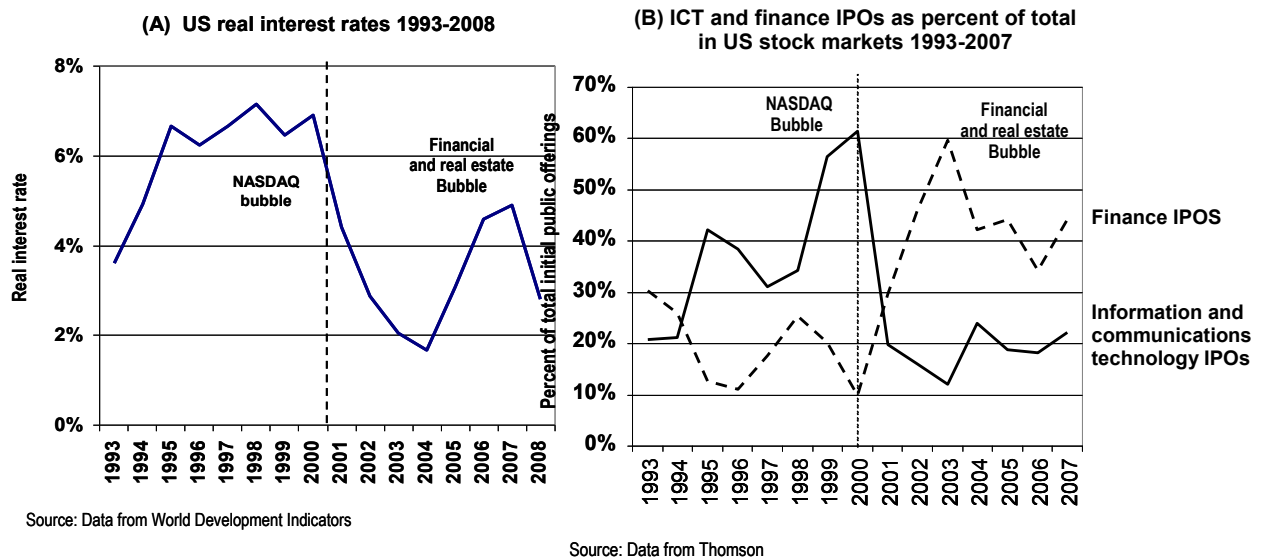 (A) US real interest rates 1993-2008
8%
6%
4%
2%
0%
Real interest rate
NASDAQ
bubble
Financial
and real estate
Bubble
1993
1994
1995
1996
1997
1998
1999
2000
2001
2002
2003
2004
2005
2006
2007
2008
Source: Data from World Development Indicators
(B) ICT and finance IPOs as percent of total
in US stock markets 1993-2007
70%
60%
50%
40%
30%
20%
10%
0%
Percent of total initial public offerings
NASDAQ
Bubble
Financial
and real estate
Bubble
Finance IPOS
Information and
communications
technology IPOs
1993
1994
1995
1996
1997
1998
1999
2000
2001
2002
2003
2004
2005
2006
2007
Source: Data from Thomson